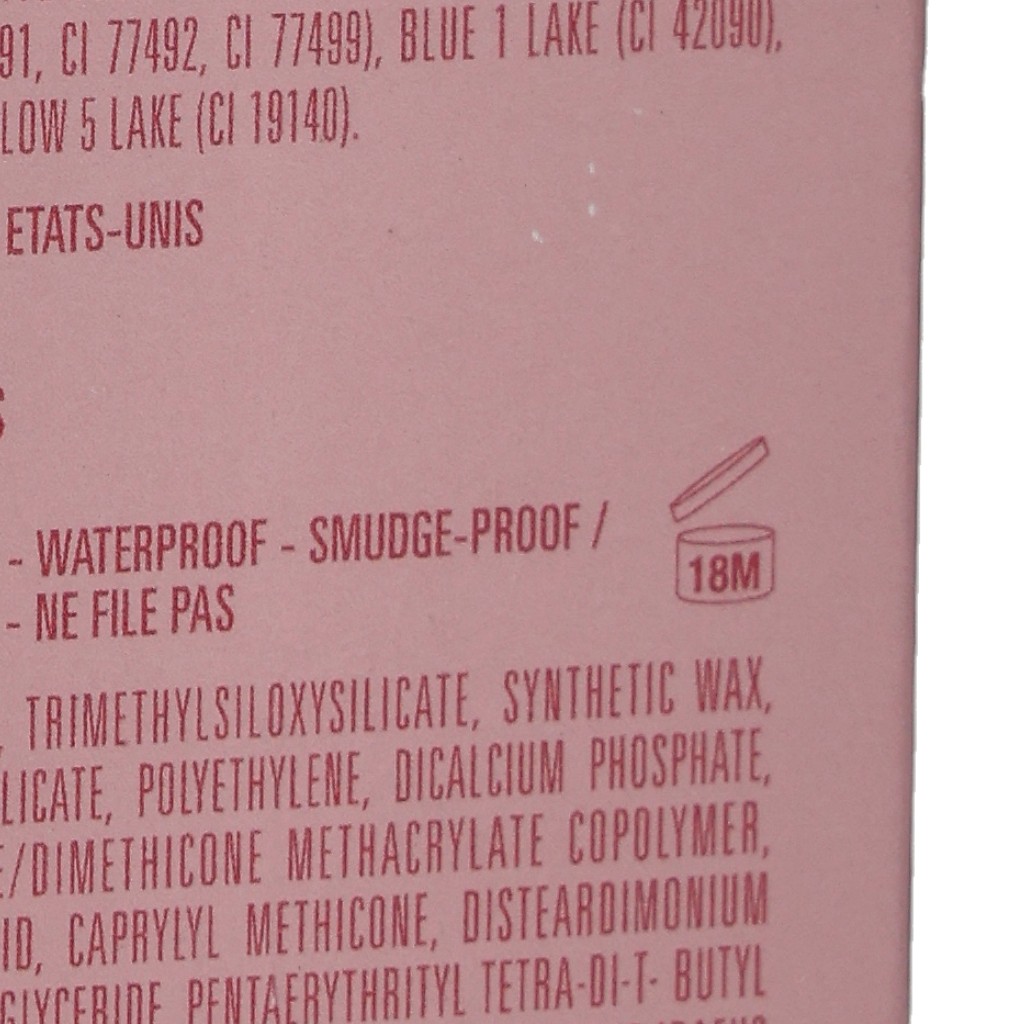 91, CI 77492, CI 77499), BLUE 1 LAKE (CI 42090),
LOW 5 LAKE (CI 19140).
ETATS-UNIS
S
- WATERPROOF - SMUDGE-PROOF /
- NE FILE PAS
18M
, TRIMETHYLSILOXYSILICATE, SYNTHETIC WAX,
LICATE, POLYETHYLENE, DICALCIUM PHOSPHATE,
E/DIMETHICONE METHACRYLATE COPOLYMER,
ID, CAPRYLYL METHICONE, DISTEARDIMONIUM
GLYCERIDE PENTAERYTHRITYL TETRA-DI-T- BUTYL